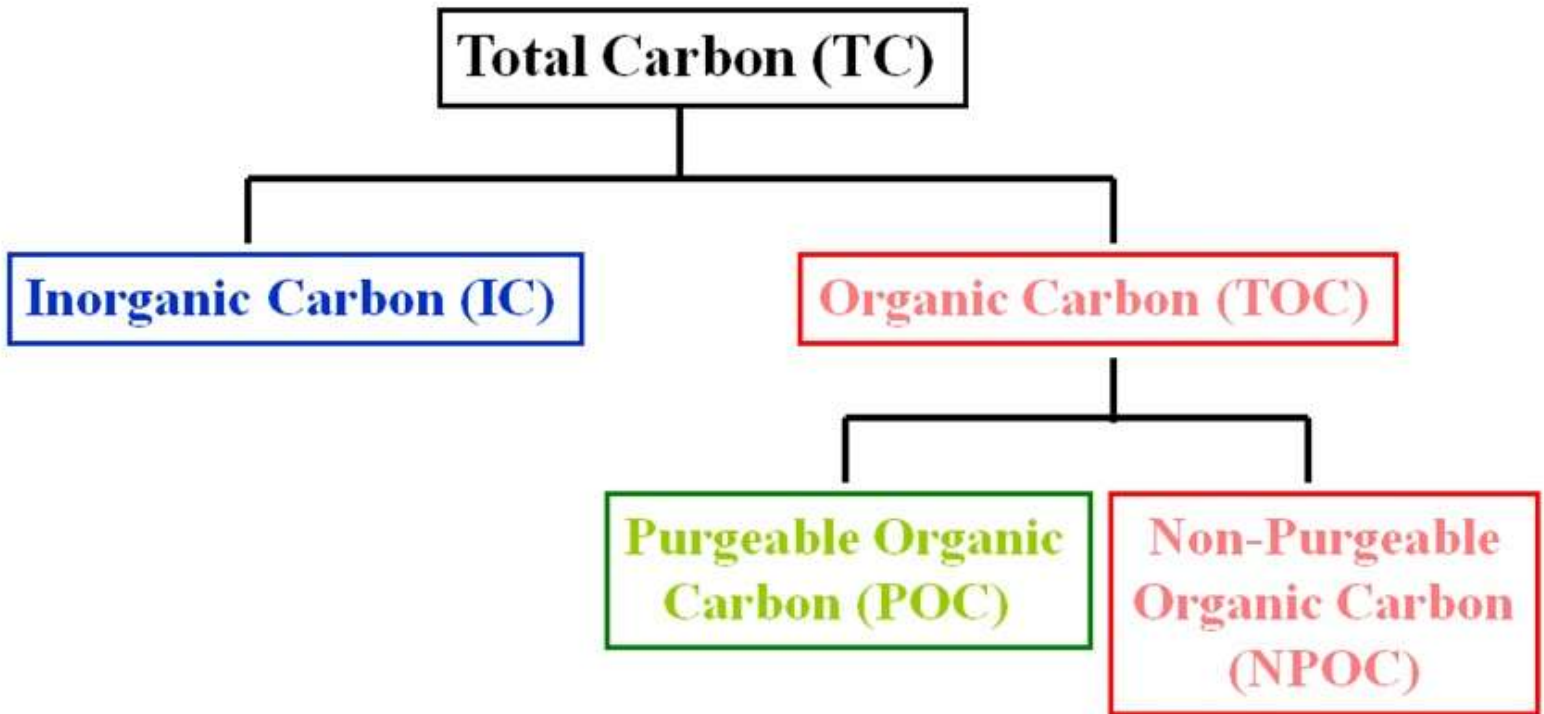 Total Carbon (TC)
Inorganic Carbon (IC)
Organic Carbon (TOC)
Purgeable Organic
Carbon (POC)
Non-Purgeable
Organic Carbon
(NPOC)